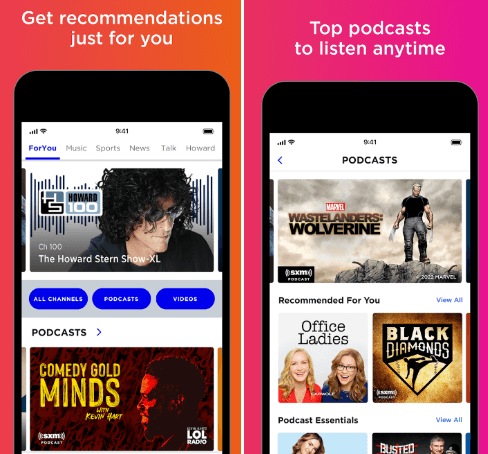 Get recommendations
just for you
9:41
ForYou Music Sports News Talk Howard
HOWARD
100
Ch 100
The Howard Stern Show-XL
ALL CHANNELS PODCASTS VIDEOS
PODCASTS >
COMEDY GOLD
MINDS
WITH
KEVIN HART
sxm
PODCAST
LOL
RADIO
Top podcasts
to listen anytime
9:41
< PODCASTS
MARVEL
WASTELANDERS:
WOLVERINE
sxm
PODCAST
2022 MARVEL
Recommended For You View All
Office
Ladies
EARWOLF
BLACK
DIAMONDS
sxm
PODCAST
Podcast Essentials View All
BUSTED